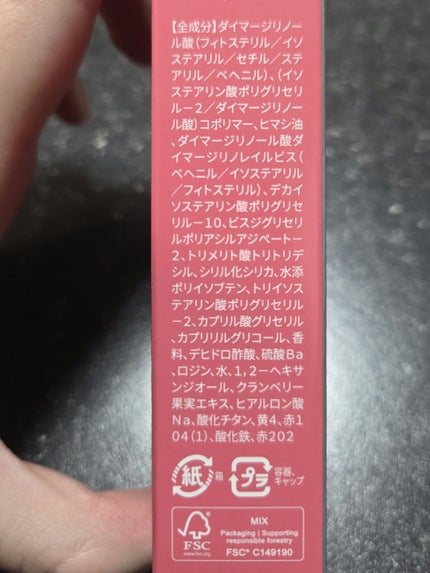 【全成分】ダイマージリノー
ル酸(フィトステリル/イソ
ステアリル/セチル/ステ
アリル/ベヘニル)、(イソ
ステアリン酸ポリグリセリ
ル－2/ダイマージリノー
ル酸)コポリマー、ヒマシ油
、ダイマージリノール酸ダ
イマージリノレイルビス(
ベヘニル/イソステアリル
/フィトステリル)、デカイ
ソステアリン酸ポリグリセ
リル－10、ビスジグリセリ
ルポリアシルアジペート－
2、トリメリト酸トリトリデ
シル、シリル化シリカ、水添
ポリイソブテン、トリイソス
テアリン酸ポリグリセリル
－2、カプリル酸グリセリル
、カプリリルグリコール、香
料、デヒドロ酢酸、硫酸Ba
、ロジン、水、1,2－ヘキサ
ンジオール、クランベリー
果実エキス、ヒアルロン酸
Na、酸化チタン、黄4、赤1
04(1)、酸化鉄、赤202
紙 箱 プラ 容器、
キャップ
MIX
Packaging | Supporting
responsible forestry
FSC
www.fsc.org
FSC® C149190